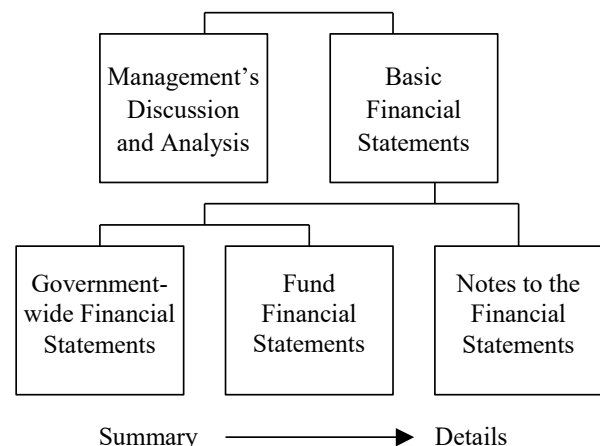 Management’s
Discussion
and Analysis
Basic
Financial
Statements
Government-
wide Financial
Statements
Fund
Financial
Statements
Notes to the
Financial
Statements
Summary
Details